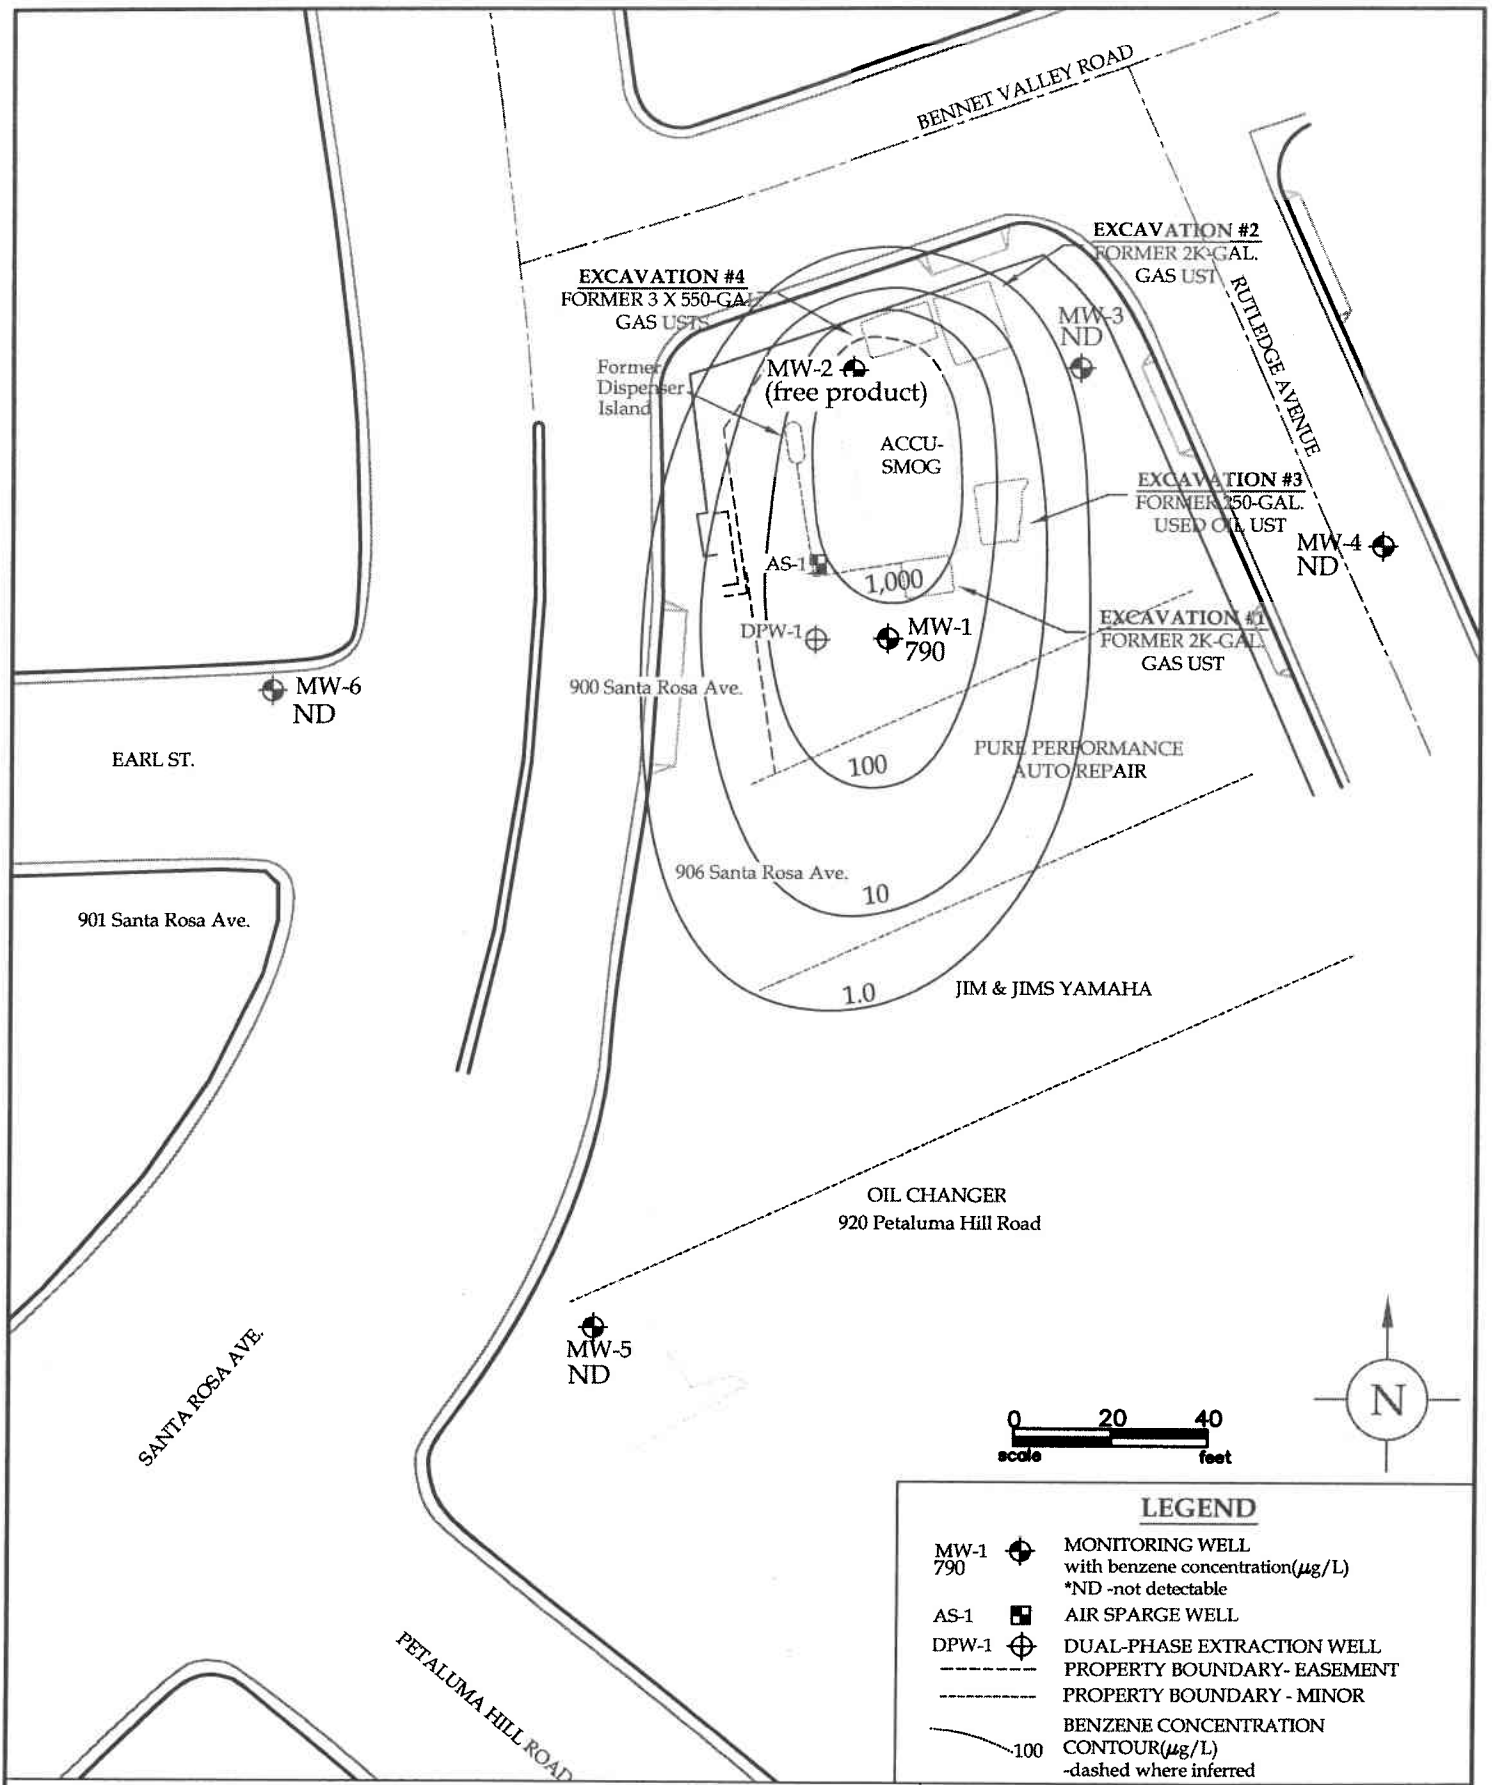 BENNET VALLEY ROAD
EXCAVATION #2
FORMER 2K-GAL.
GAS UST
EXCAVATION #4
FORMER 3 X 550-GAL.
GAS USTS
RUTLEDGE AVENUE
MW-3
ND
Former
Dispenser
Island
MW-2
(free product)
ACCU-
SMOG
EXCAVATION #3
FORMER 250-GAL.
USED OIL UST
MW-4
ND
AS-1
1,000
EXCAVATION #1
FORMER 2K-GAL.
GAS UST
DPW-1
MW-1
790
900 Santa Rosa Ave.
MW-6
ND
EARL ST.
PURE PERFORMANCE
AUTO REPAIR
100
906 Santa Rosa Ave.
10
901 Santa Rosa Ave.
1.0
JIM & JIMS YAMAHA
OIL CHANGER
920 Petaluma Hill Road
MW-5
ND
SANTA ROSA AVE.
N
0 20 40
scale feet
PETALUMA HILL ROAD
LEGEND
MW-1
790
MONITORING WELL
with benzene concentration(µg/L)
*ND -not detectable
AS-1 AIR SPARGE WELL
DPW-1 DUAL-PHASE EXTRACTION WELL
PROPERTY BOUNDARY- EASEMENT
PROPERTY BOUNDARY - MINOR
BENZENE CONCENTRATION
100 CONTOUR(µg/L)
-dashed where inferred